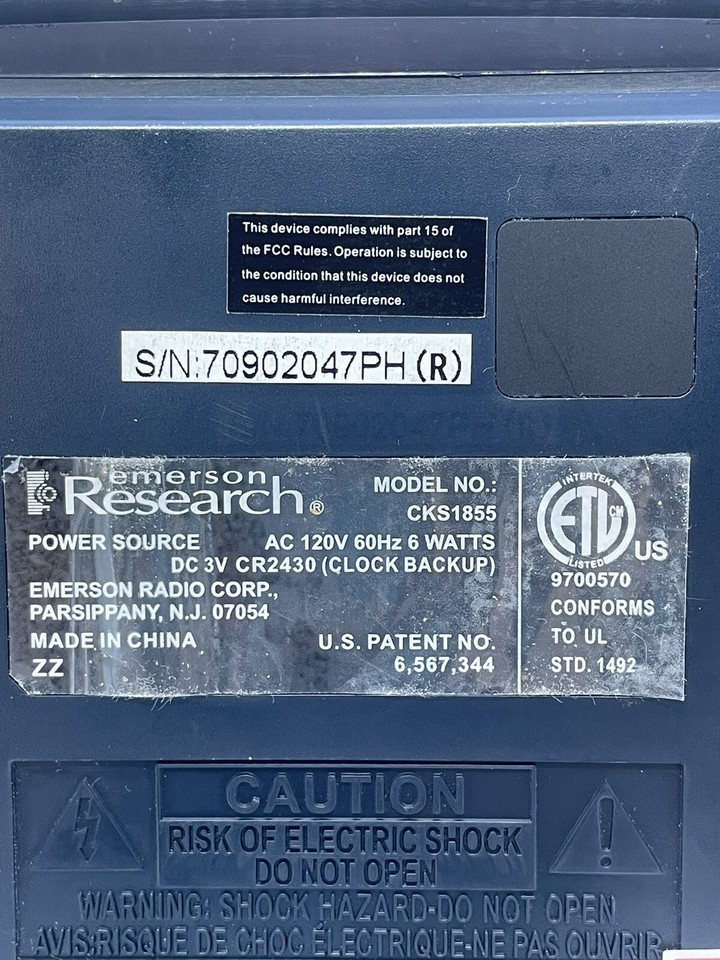 This device complies with part 15 of
the FCC Rules. Operation is subject to
the condition that this device does not
cause harmful interference.
S/N:70902047PH (R)
emerson
Research®
MODEL NO.:
CKS1855
POWER SOURCE AC 120V 60Hz 6 WATTS
DC 3V CR2430 (CLOCK BACKUP)
EMERSON RADIO CORP.,
PARSIPPANY, N.J. 07054
MADE IN CHINA U.S. PATENT NO.
ZZ 6,567,344
INTERTEK
ETL CM
LISTED
US
9700570
CONFORMS
TO UL
STD. 1492
CAUTION
RISK OF ELECTRIC SHOCK
DO NOT OPEN
WARNING: SHOCK HAZARD-DO NOT OPEN
AVIS:RISQUE DE CHOC ÉLECTRIQUE-NE PAS OUVRIR